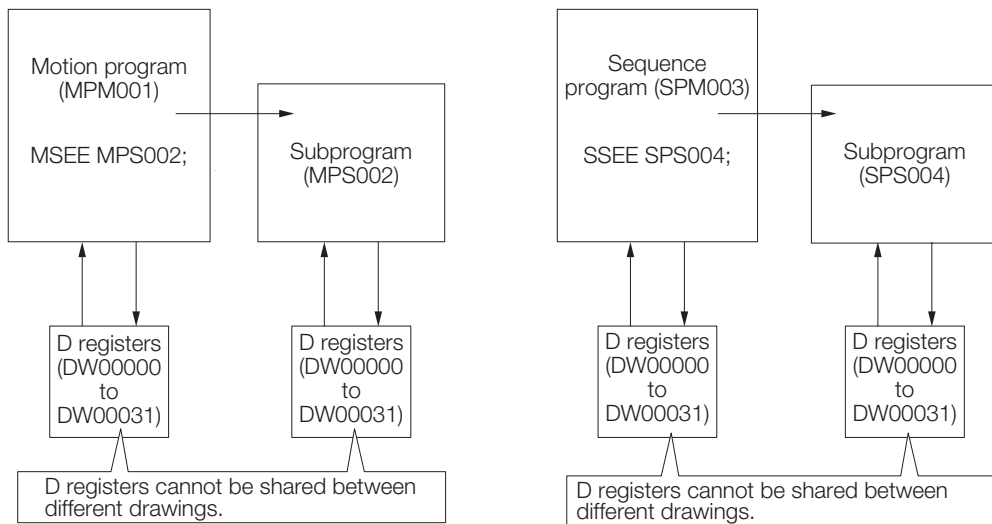 Motion program
(MPM001)
MSEE MPS002;
Subprogram
(MPS002)
D registers
(DW00000
to
DW00031)
D registers
(DW00000
to
DW00031)
D registers cannot be shared between
different drawings.
Sequence
program (SPM003)
SSEE SPS004;
Subprogram
(SPS004)
D registers
(DW00000
to
DW00031)
D registers
(DW00000
to
DW00031)
D registers cannot be shared between
different drawings.